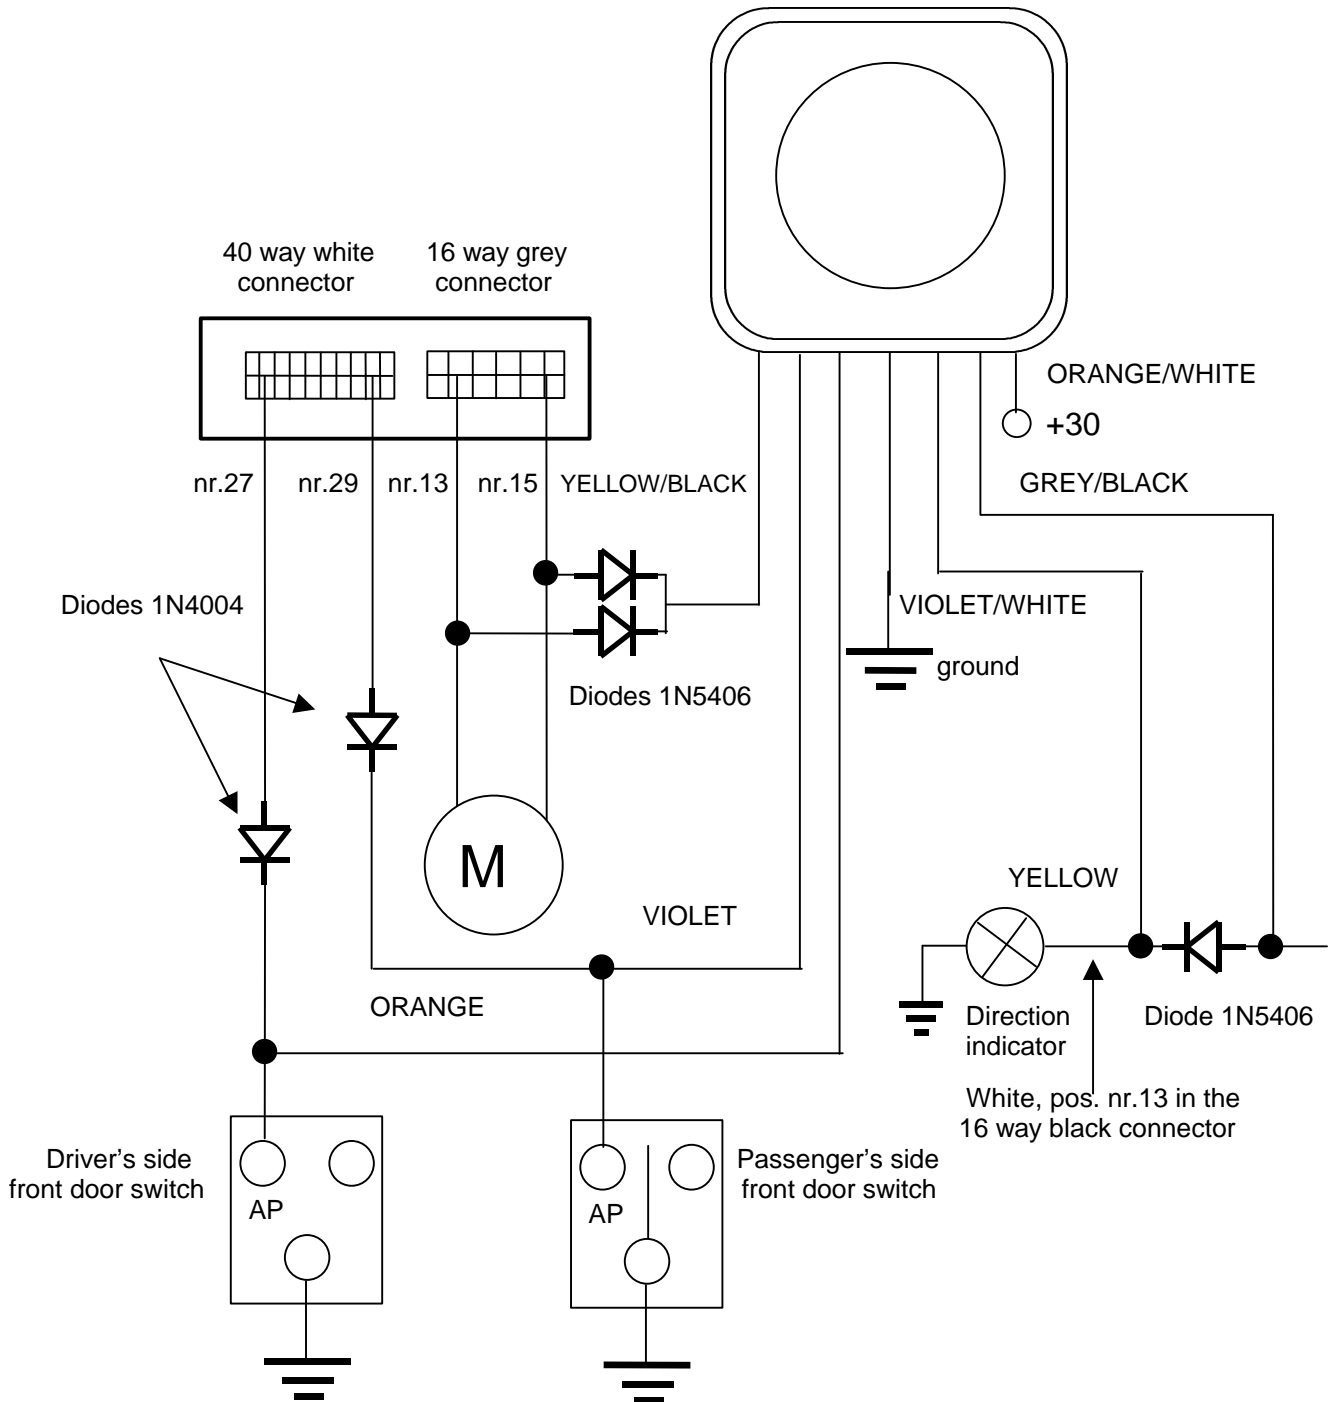 40 way white
connector
16 way grey
connector
ORANGE/WHITE
+30
nr.27
nr.29
nr.13
nr.15
YELLOW/BLACK
GREY/BLACK
Diodes 1N4004
VIOLET/WHITE
ground
Diodes 1N5406
M
YELLOW
VIOLET
ORANGE
Direction
indicator
Diode 1N5406
White, pos. nr.13 in the
16 way black connector
Driver's side
front door switch
AP
AP
Passenger's side
front door switch